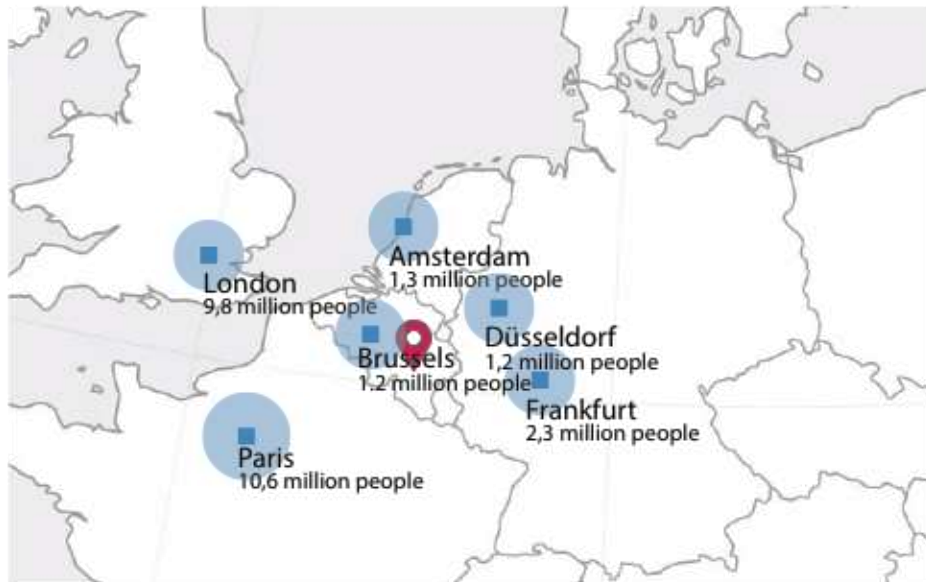 Amsterdam
1,3 million people
London
9,8 million people
Düsseldorf
1,2 million people
Brussels
1.2 million people
Frankfurt
2,3 million people
Paris
10,6 million people